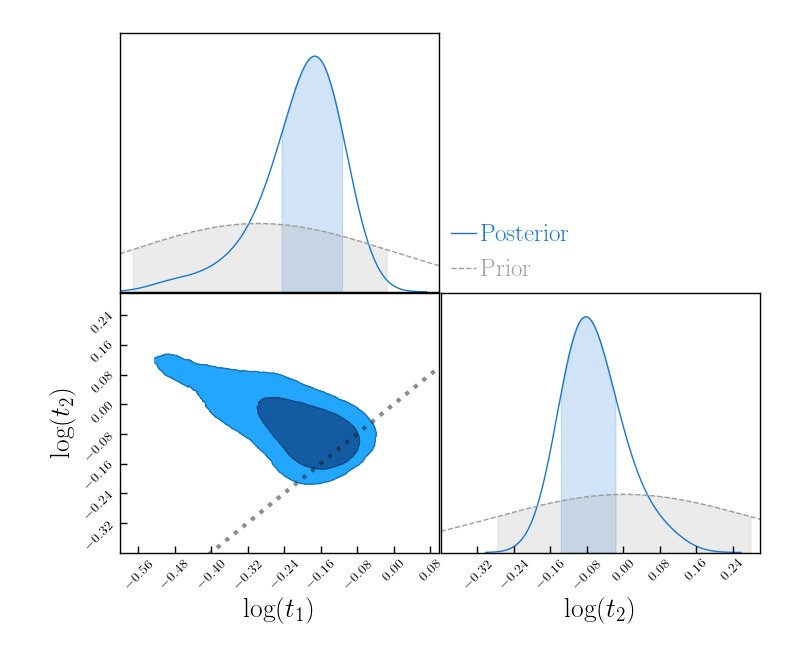 Posterior
Prior
0.24
0.16
0.08
0.00
−0.08
−0.16
−0.24
−0.32
log(t₂)
−0.56 −0.48 −0.40 −0.32 −0.24 −0.16 −0.08 0.00 0.08
−0.32 −0.24 −0.16 −0.08 0.00 0.08 0.16 0.24
log(t₁)
log(t₂)